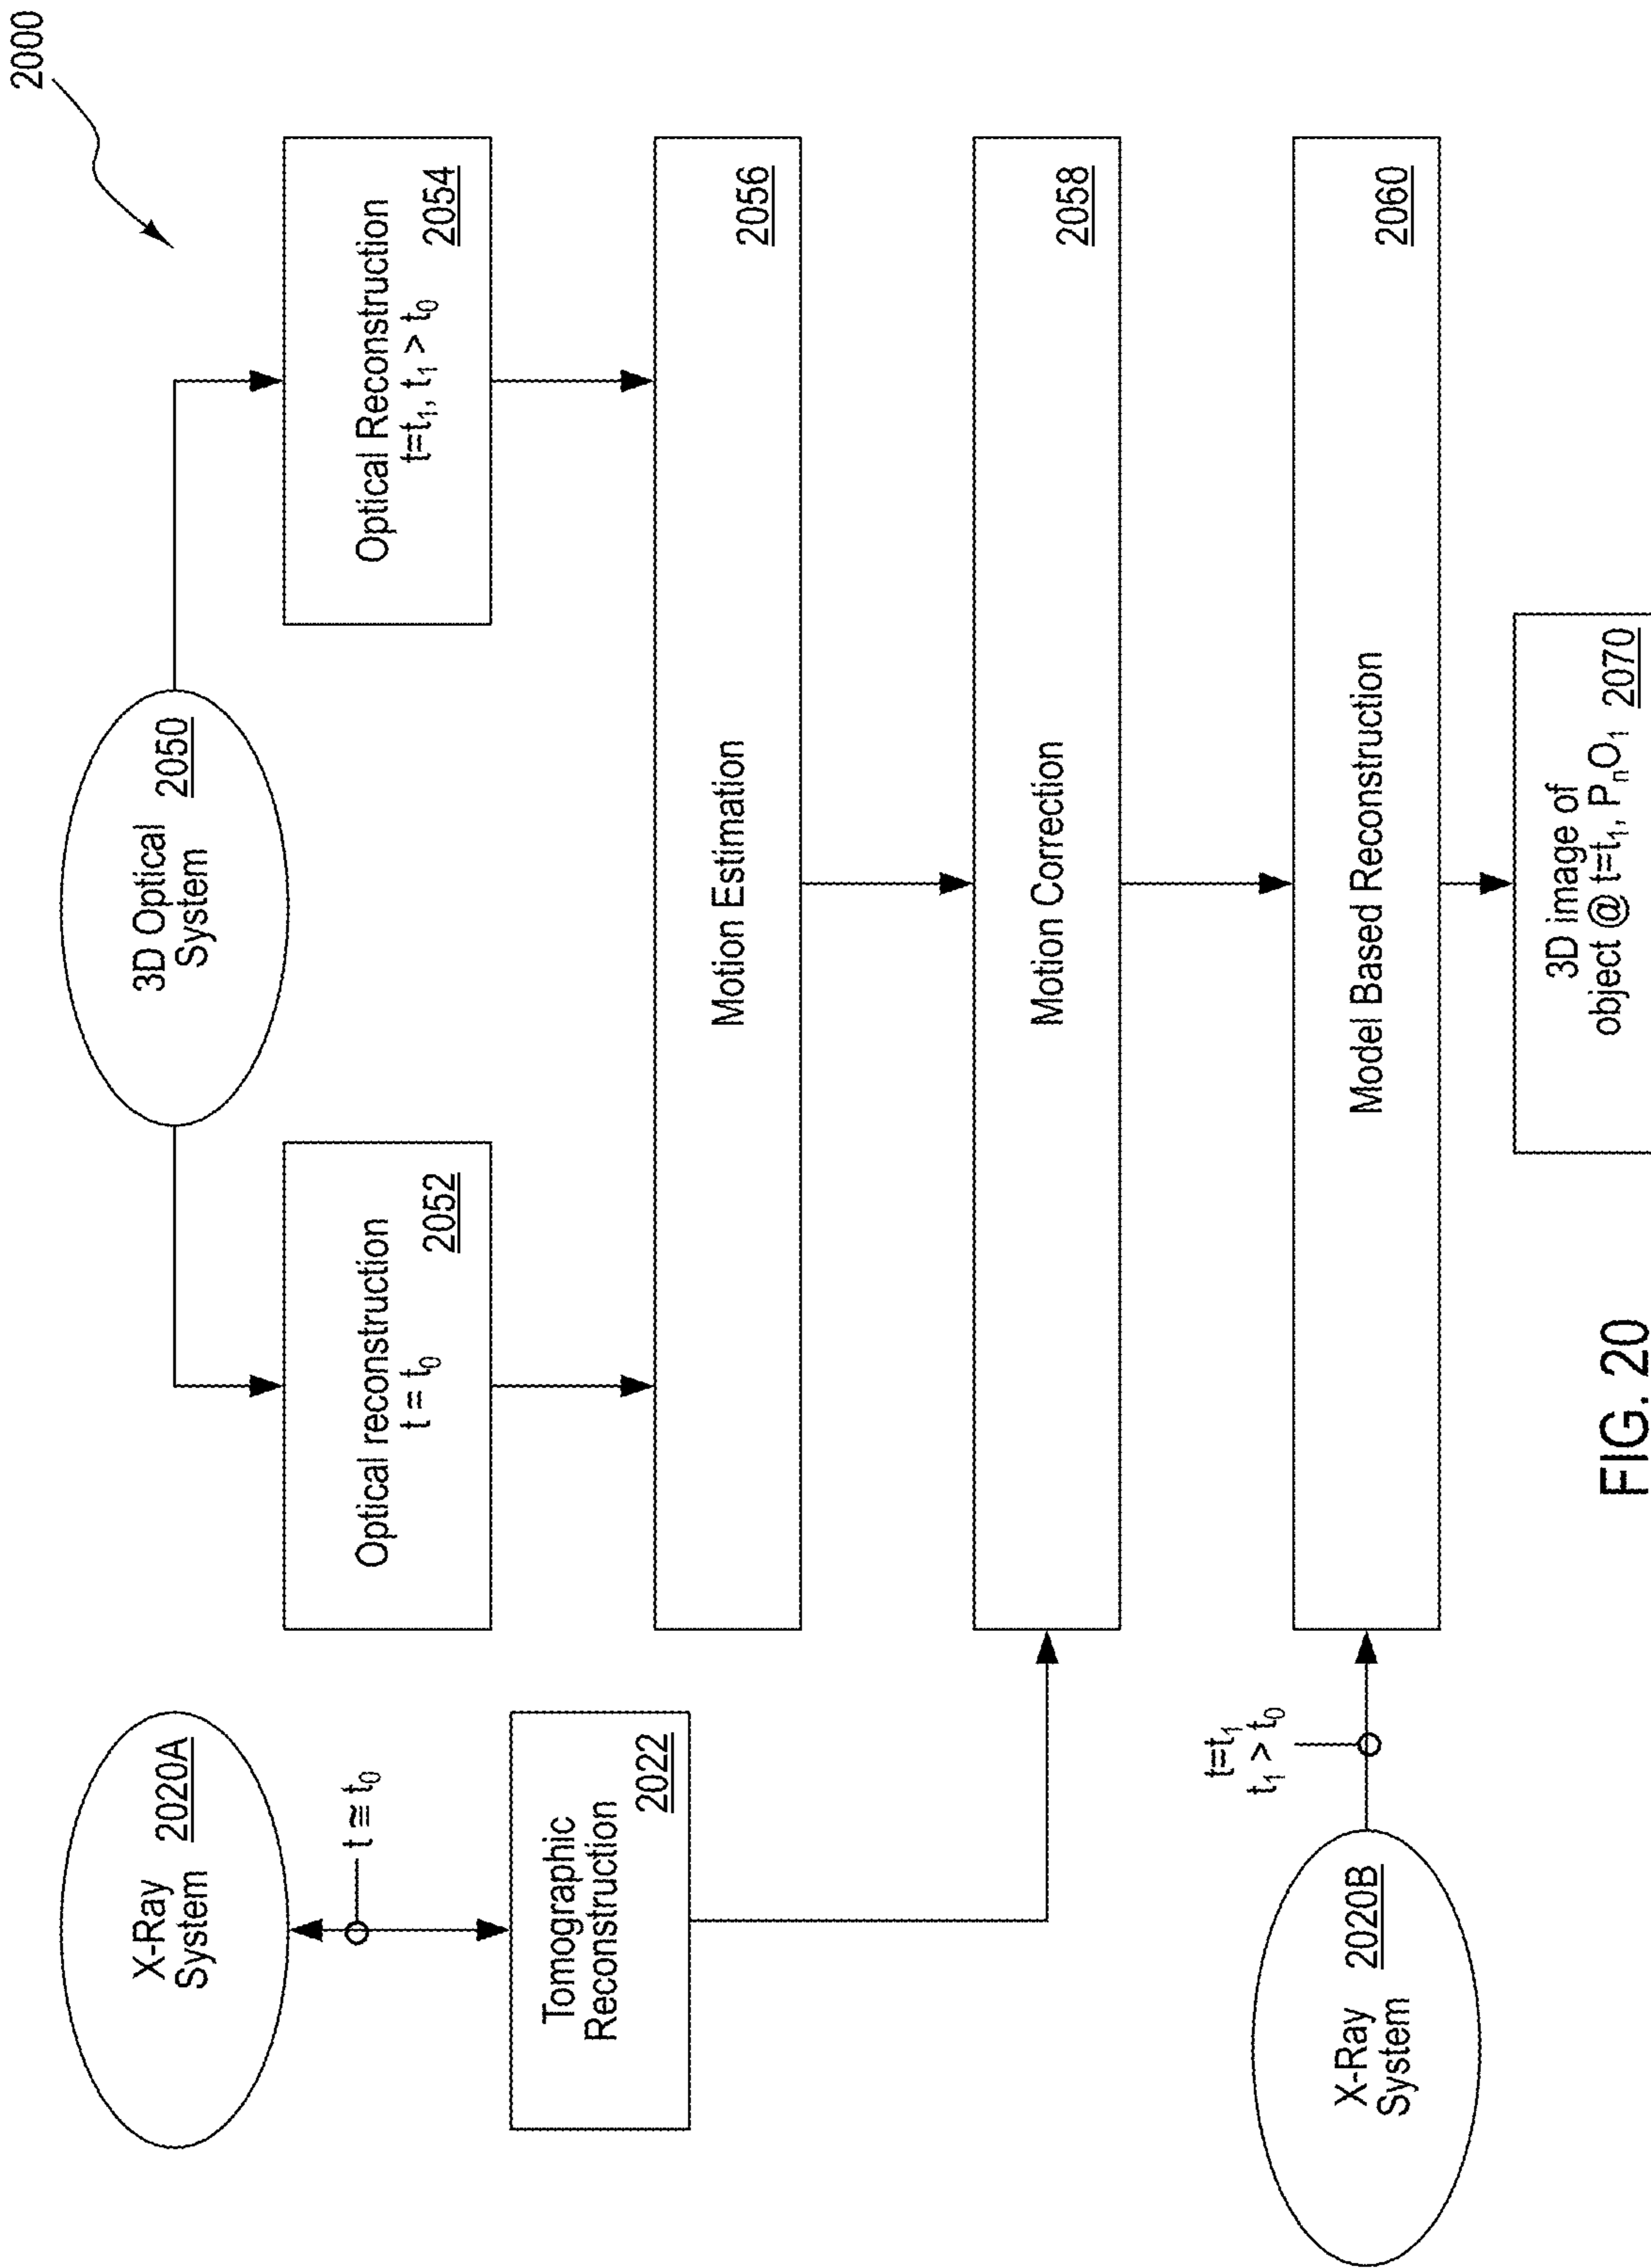 2000
X-Ray
System 2020A
3D Optical
System 2050
t ≅ t₀
Optical reconstruction
t = t₀
2052
Optical Reconstruction
t=t₁, t₁ > t₀
2054
Tomographic
Reconstruction
2022
Motion Estimation
2056
Motion Correction
2058
t=t₁
t₁ > t₀
X-Ray
System 2020B
Model Based Reconstruction
2060
3D image of
object @ t=t₁, PₙO₁
2070
FIG. 20